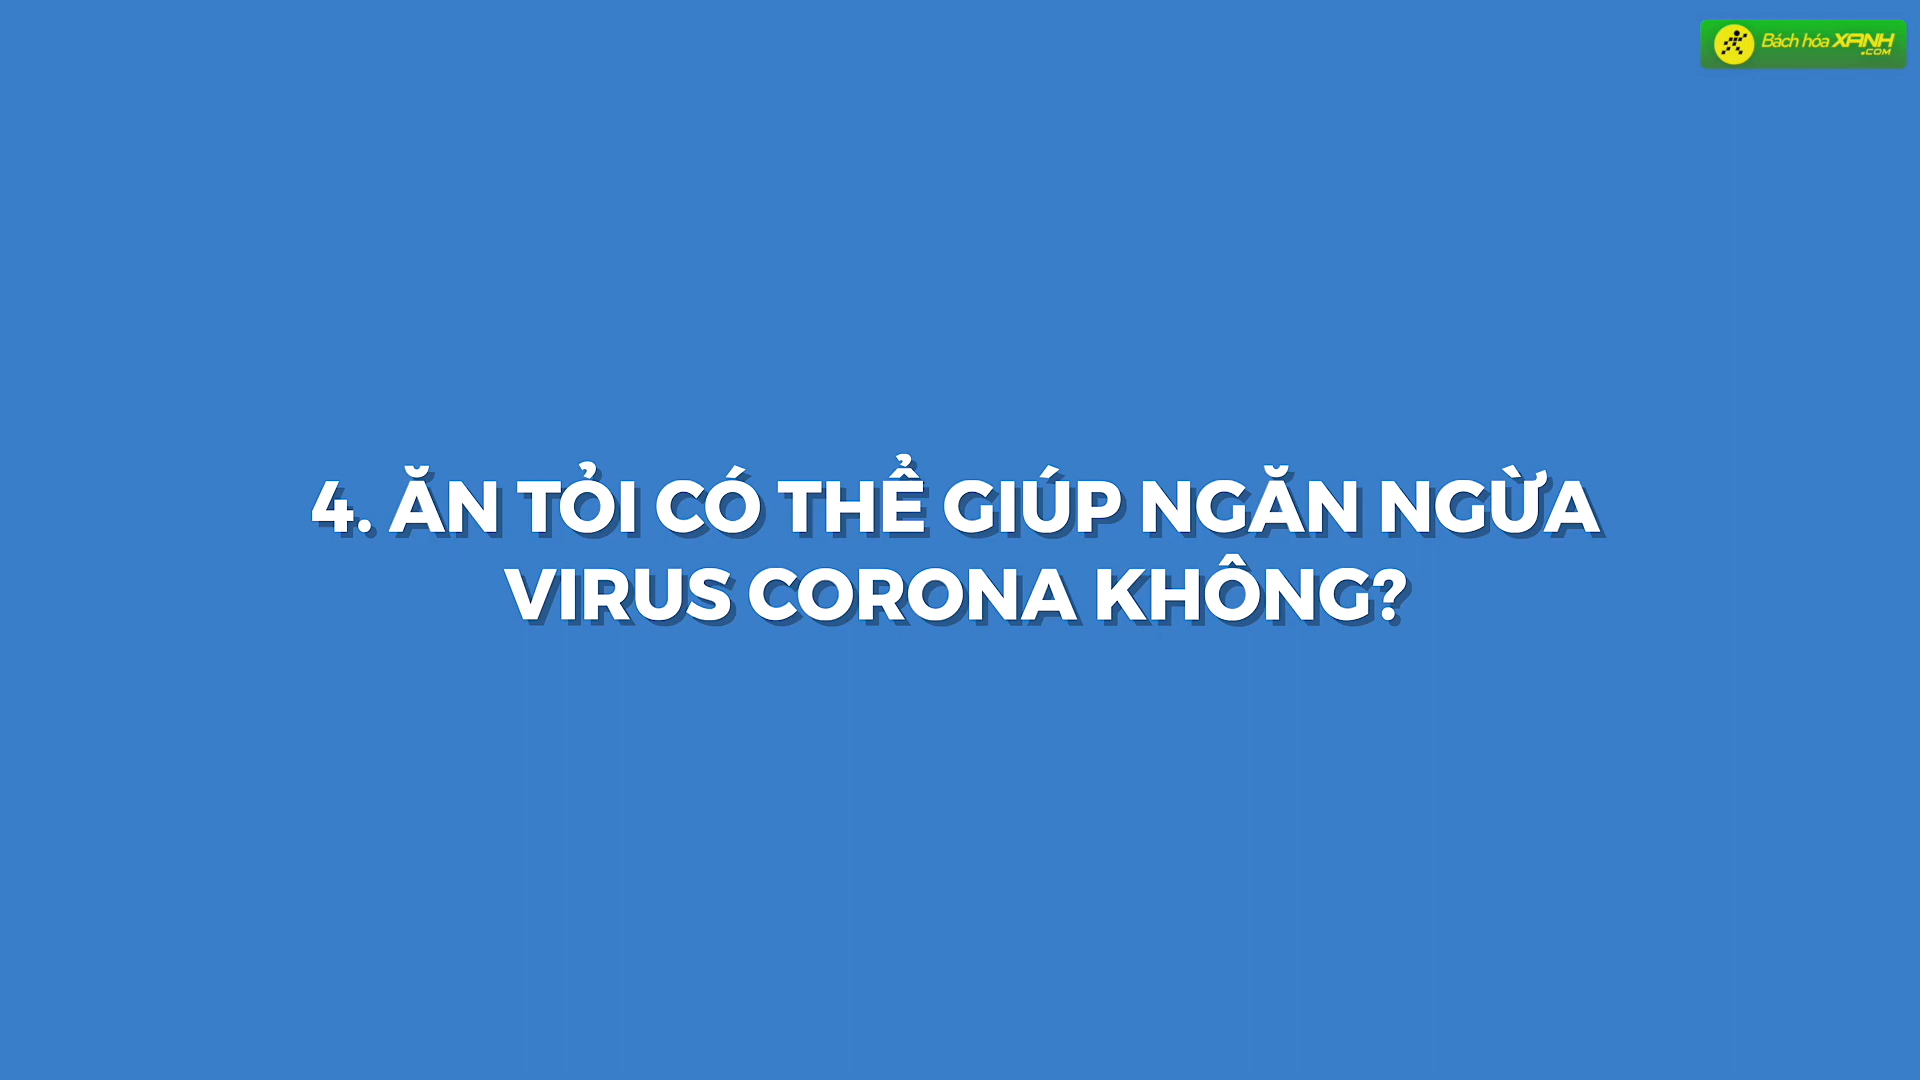 Bách hóa XANH
.COM
4. ĂN TỎI CÓ THỂ GIÚP NGĂN NGỪA
VIRUS CORONA KHÔNG?